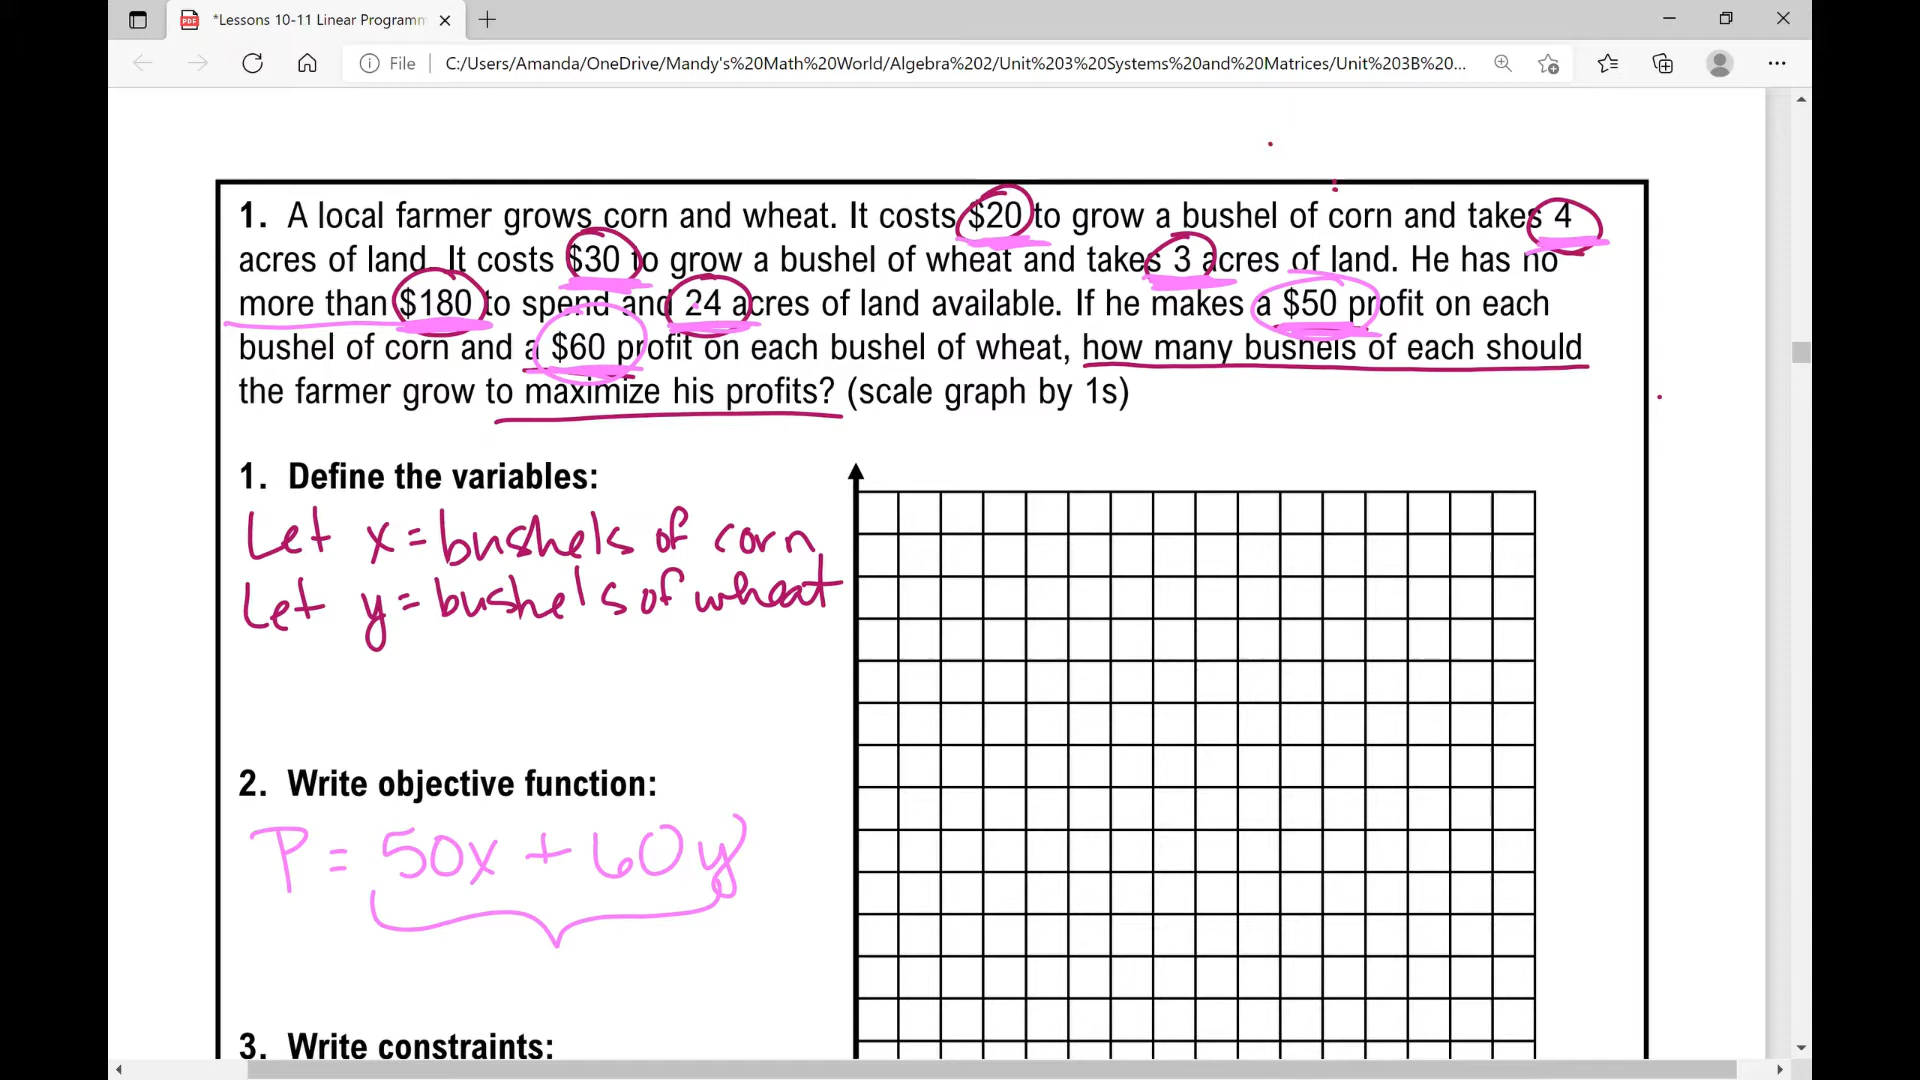 *Lessons 10-11 Linear Programm
File C:/Users/Amanda/OneDrive/Mandy's%20Math%20World/Algebra%202/Unit%203%20Systems%20and%20Matrices/Unit%203B%20...
1. A local farmer grows corn and wheat. It costs $20 to grow a bushel of corn and takes 4
acres of land. It costs $30 to grow a bushel of wheat and takes 3 acres of land. He has no
more than $180 to spend and 24 acres of land available. If he makes a $50 profit on each
bushel of corn and a $60 profit on each bushel of wheat, how many bushels of each should
the farmer grow to maximize his profits? (scale graph by 1s)
1. Define the variables:
Let x = bushels of corn
Let y = bushels of wheat
2. Write objective function:
P = 50x + 60y
3. Write constraints: